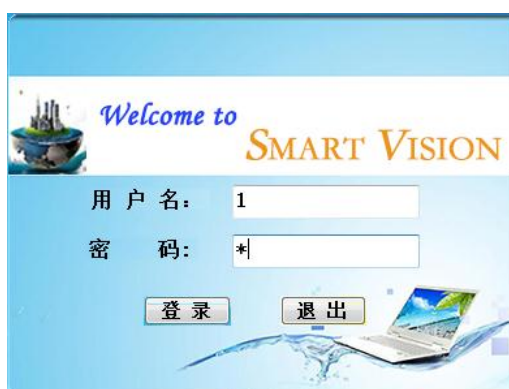 Welcome to
SMART VISION
用 户 名： 1
密 码： *
登 录 退 出